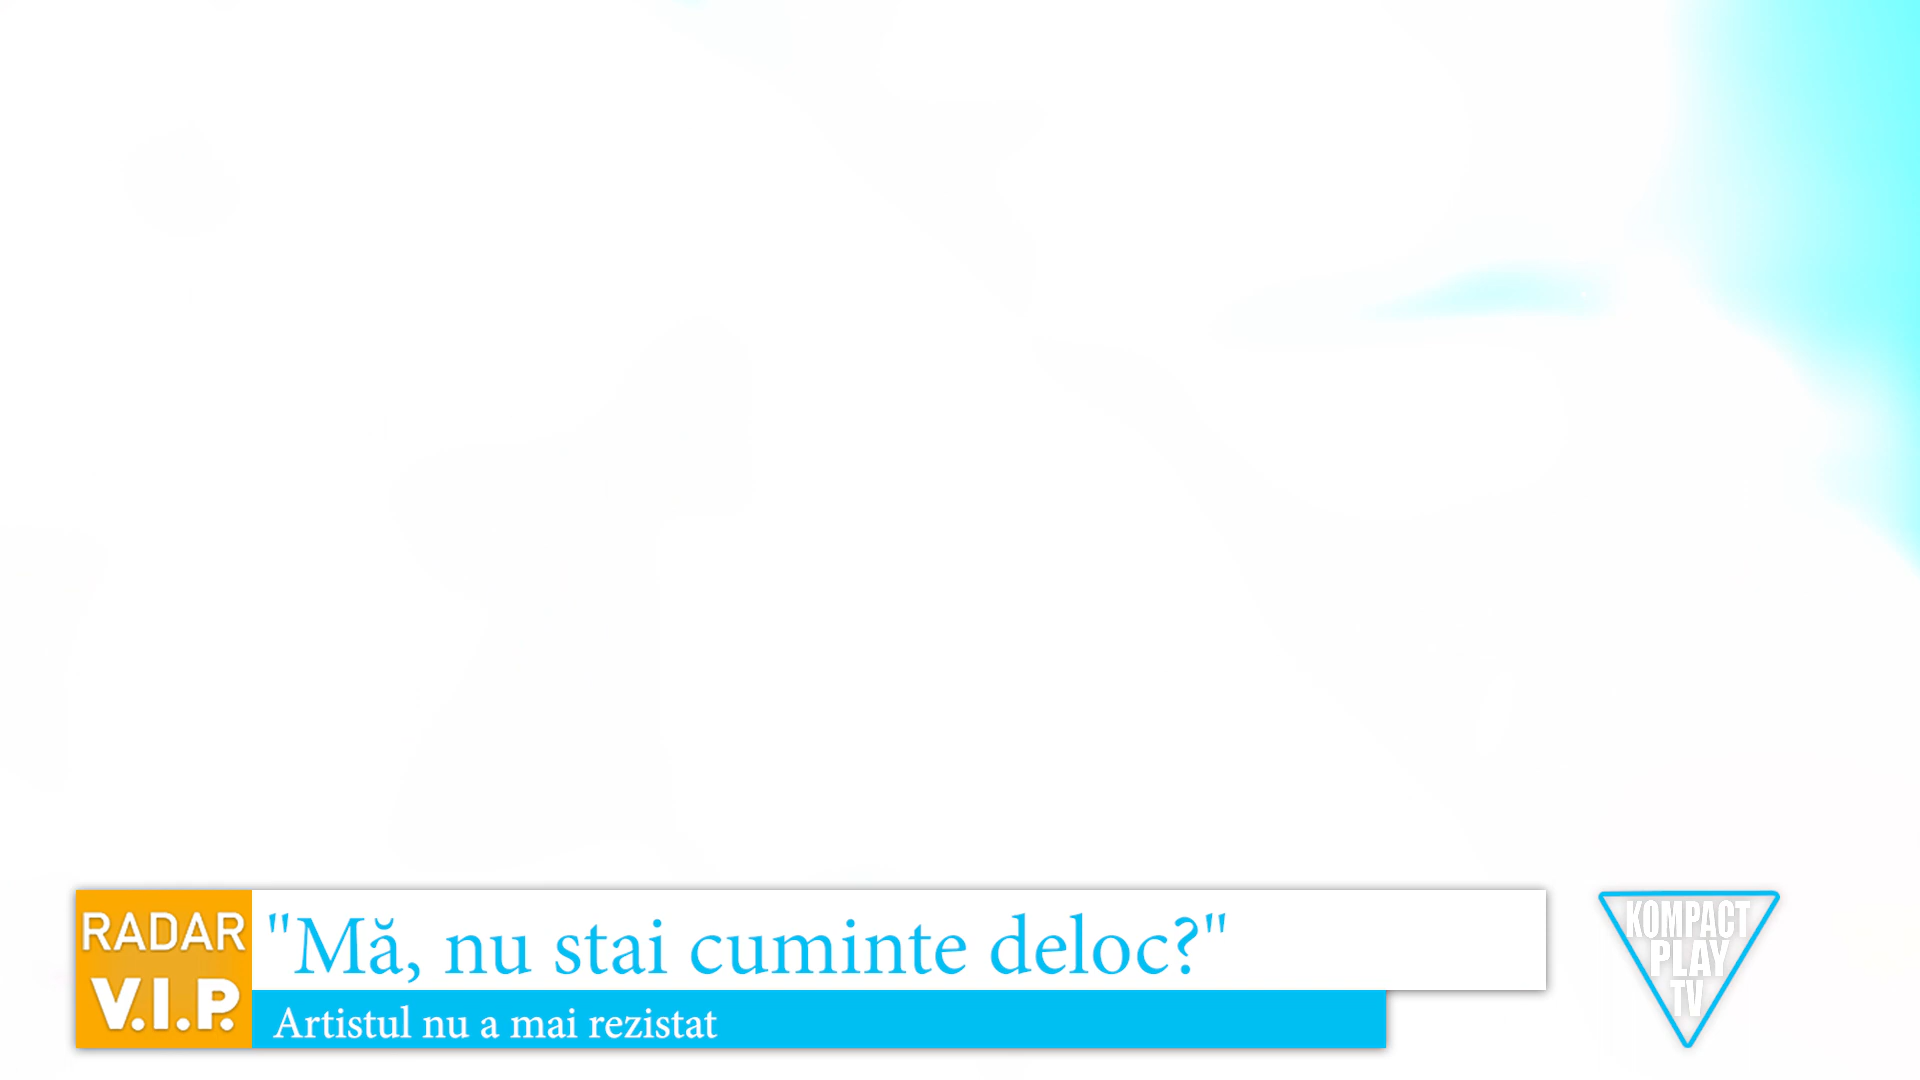 RADAR
V.I.P.
"Mă, nu stai cuminte deloc?"
Artistul nu a mai rezistat
KOMPACT
PLAY
TV